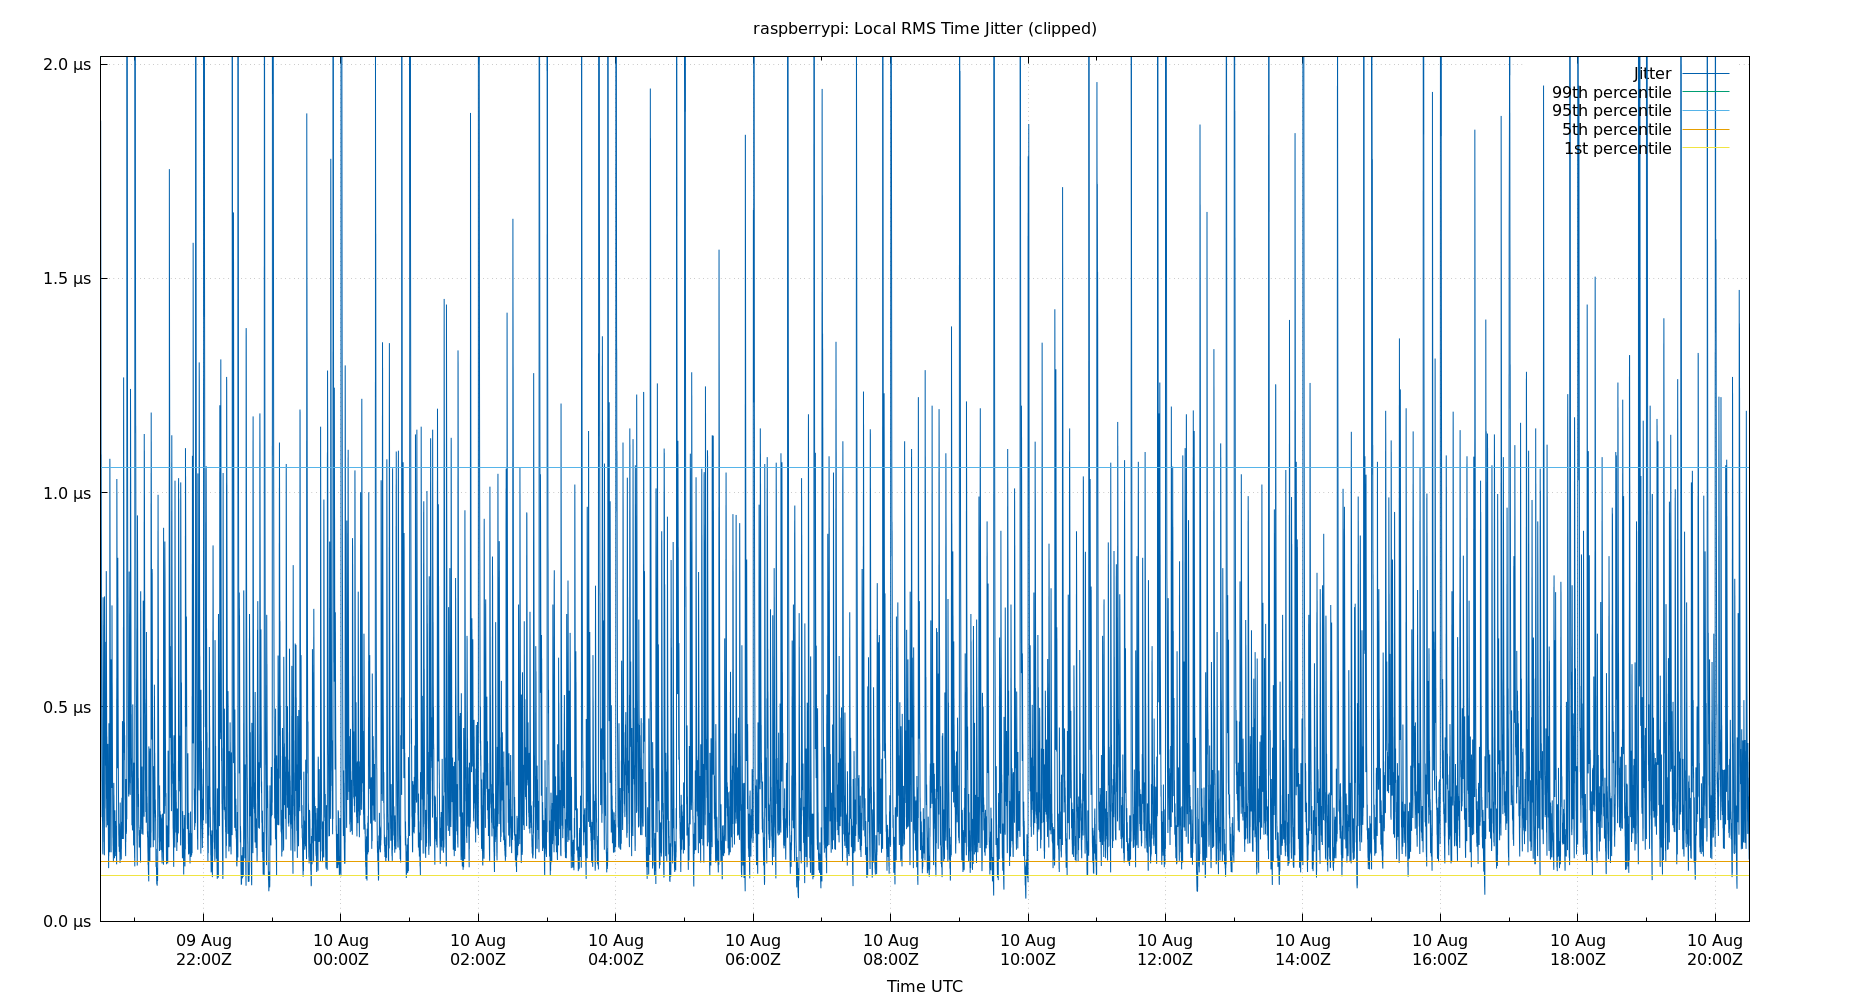 raspberrypi: Local RMS Time Jitter (clipped)
2.0 µs
1.5 µs
1.0 µs
0.5 µs
0.0 µs
Jitter
99th percentile
95th percentile
5th percentile
1st percentile
09 Aug 10 Aug 10 Aug 10 Aug 10 Aug 10 Aug 10 Aug 10 Aug 10 Aug 10 Aug 10 Aug 10 Aug
22:00Z 00:00Z 02:00Z 04:00Z 06:00Z 08:00Z 10:00Z 12:00Z 14:00Z 16:00Z 18:00Z 20:00Z
Time UTC